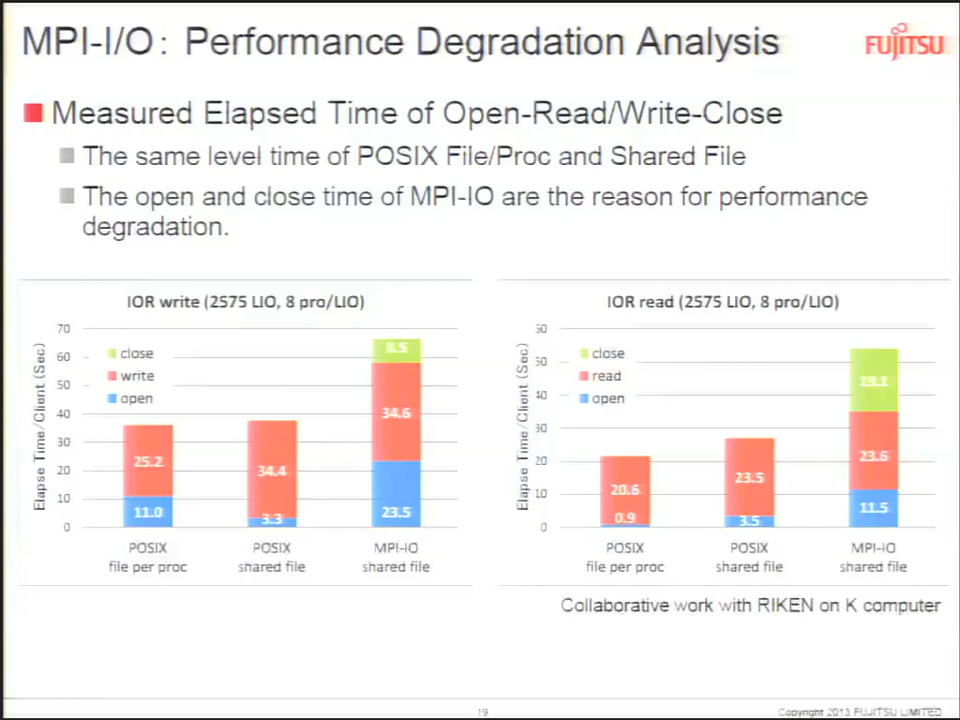 MPI-I/O: Performance Degradation Analysis
FUJITSU
Measured Elapsed Time of Open-Read/Write-Close
The same level time of POSIX File/Proc and Shared File
The open and close time of MPI-IO are the reason for performance
degradation.
IOR write (2575 LIO, 8 pro/LIO)
Elapse Time/Client (Sec)
70
60
50
40
30
20
10
0
close
write
open
25.2
11.0
34.4
3.3
8.5
34.6
23.5
POSIX
file per proc
POSIX
shared file
MPI-IO
shared file
IOR read (2575 LIO, 8 pro/LIO)
Elapse Time/Client (Sec)
60
50
40
30
20
10
0
close
read
open
20.6
0.9
23.5
3.5
19.1
23.6
11.5
POSIX
file per proc
POSIX
shared file
MPI-IO
shared file
Collaborative work with RIKEN on K computer
19
Copyright 2013 FUJITSU LIMITED